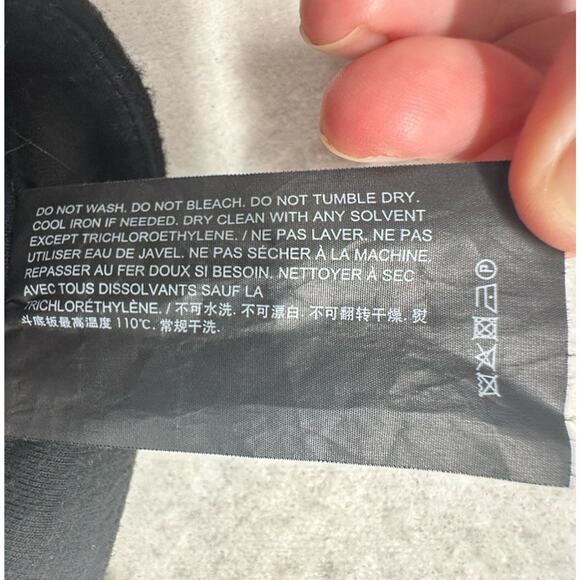 DO NOT WASH. DO NOT BLEACH. DO NOT TUMBLE DRY.
COOL IRON IF NEEDED. DRY CLEAN WITH ANY SOLVENT
EXCEPT TRICHLOROETHYLENE. / NE PAS LAVER, NE PAS
UTILISER EAU DE JAVEL. NE PAS SÉCHER À LA MACHINE,
REPASSER AU FER DOUX SI BESOIN. NETTOYER À SEC
AVEC TOUS DISSOLVANTS SAUF LA
TRICHLORÉTHYLÈNE. / 不可水洗. 不可漂白 不可翻转干燥. 熨
斗底板最高温度 110℃. 常规干洗.
P